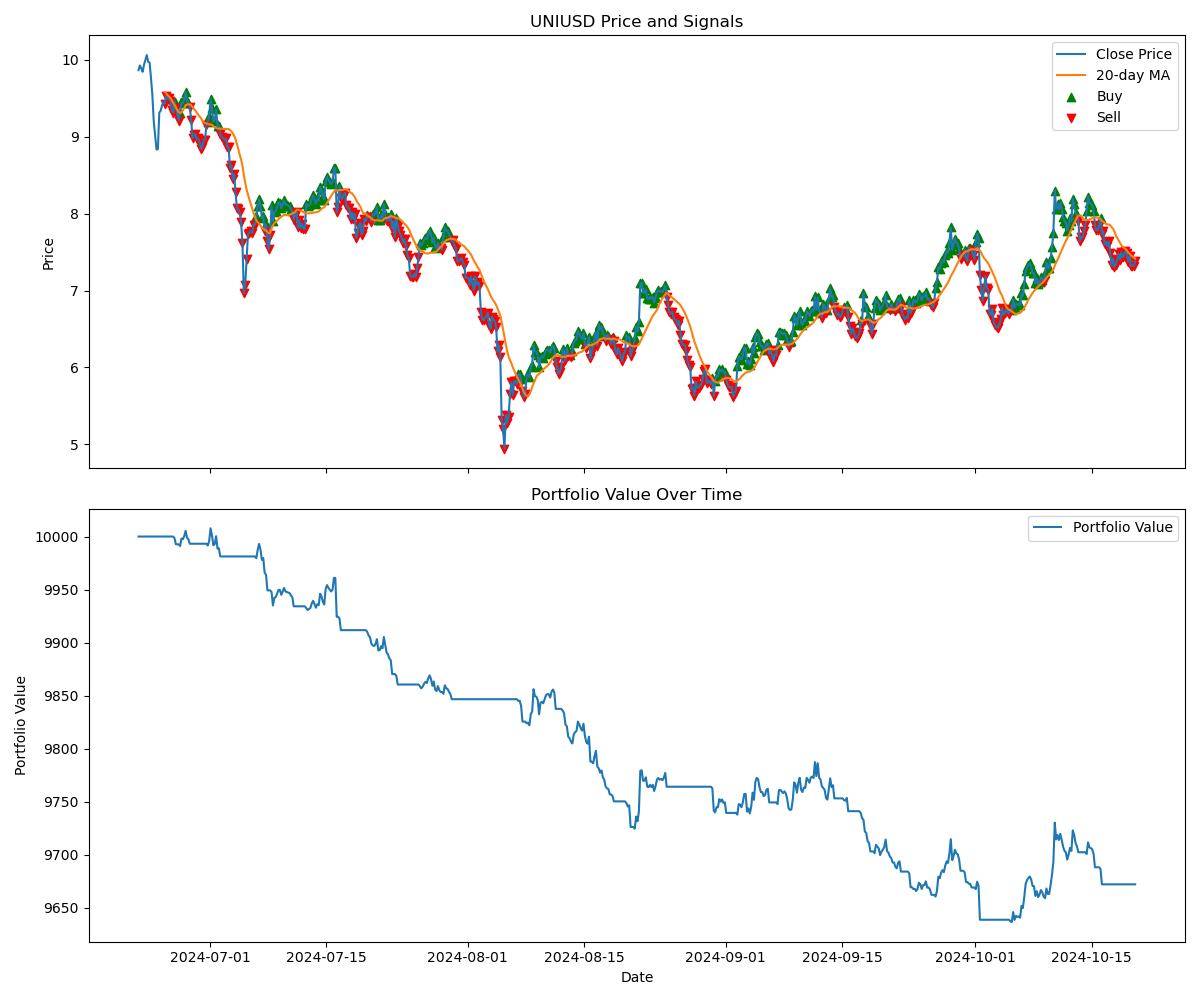 UNIUSD Price and Signals
Price
10
9
8
7
6
5
Close Price
20-day MA
Buy
Sell
Portfolio Value Over Time
Portfolio Value
10000
9950
9900
9850
9800
9750
9700
9650
Portfolio Value
2024-07-01
2024-07-15
2024-08-01
2024-08-15
2024-09-01
2024-09-15
2024-10-01
2024-10-15
Date